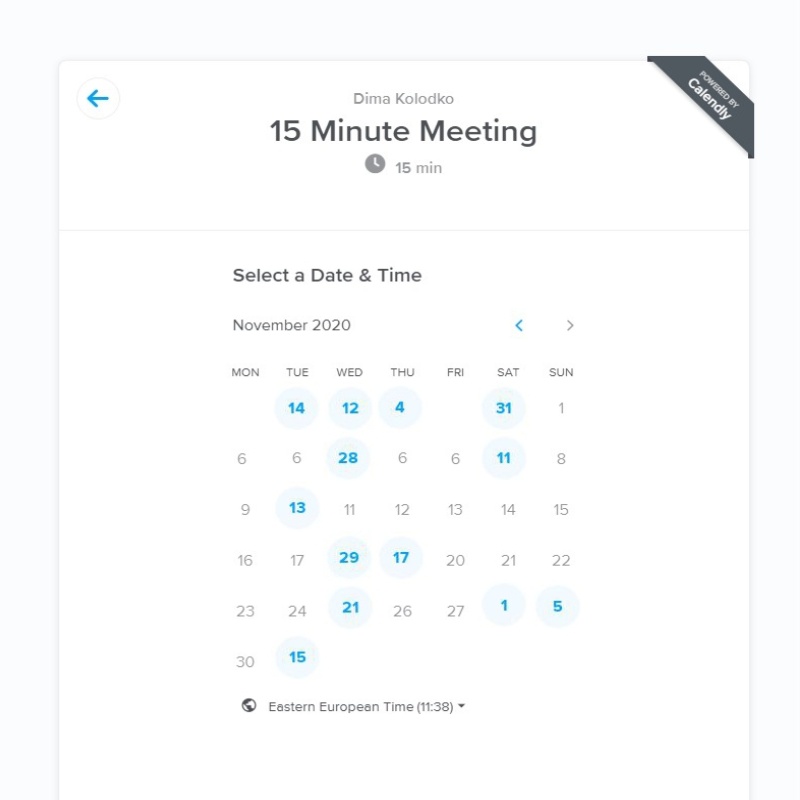 POWERED BY
Calendly
Dima Kolodko
15 Minute Meeting
15 min
Select a Date & Time
November 2020
MON TUE WED THU FRI SAT SUN
14 12 4 31 1
6 6 28 6 6 11 8
9 13 11 12 13 14 15
16 17 29 17 20 21 22
23 24 21 26 27 1 5
30 15
Eastern European Time (11:38)